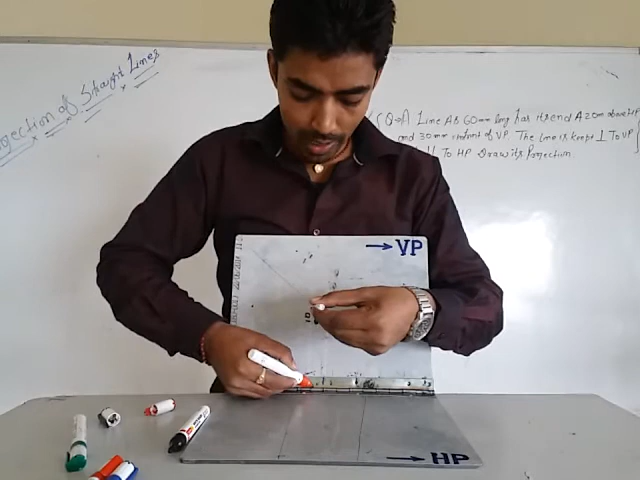 Projection of Straight Lines
Q→1 Line AB 60mm long has its end A 20mm above HP
and 30mm infront of VP. The line is kept ⊥ To VP
To HP Draw its Projection
→ VP
→ HP